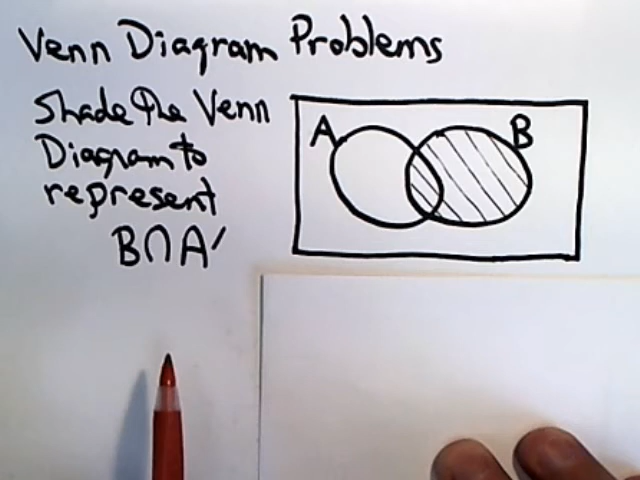 Venn Diagram Problems
Shade the Venn
Diagram to
represent
B∩A′
A
B